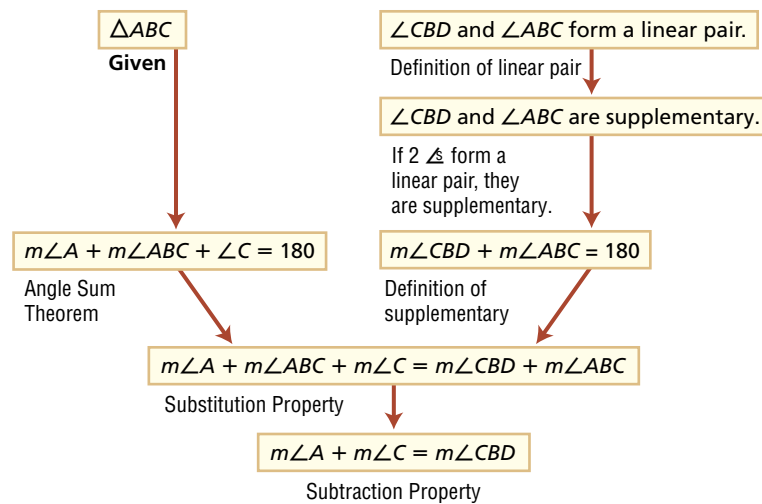 △ABC
Given
∠CBD and ∠ABC form a linear pair.
Definition of linear pair
∠CBD and ∠ABC are supplementary.
If 2 ∠s form a
linear pair, they
are supplementary.
m∠A + m∠ABC + ∠C = 180
Angle Sum
Theorem
m∠CBD + m∠ABC = 180
Definition of
supplementary
m∠A + m∠ABC + m∠C = m∠CBD + m∠ABC
Substitution Property
m∠A + m∠C = m∠CBD
Subtraction Property